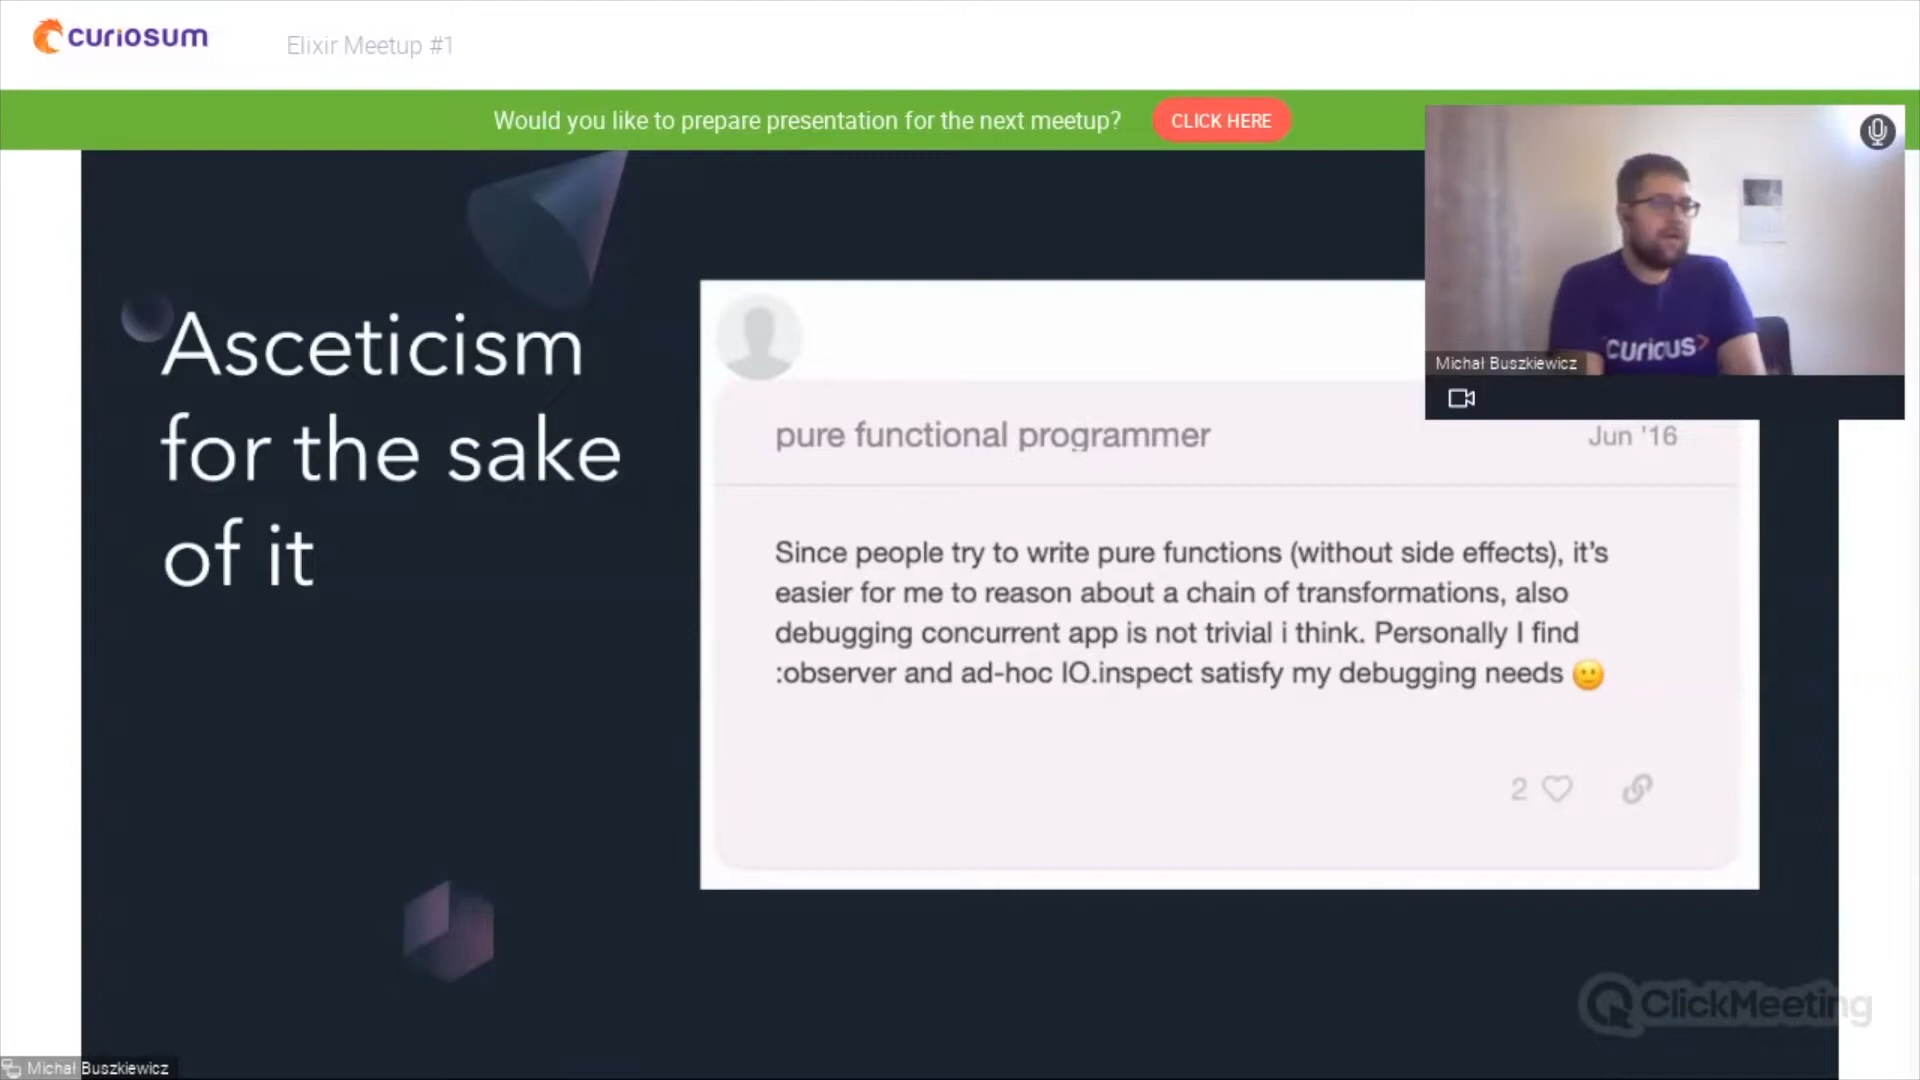 curiosum
Elixir Meetup #1
Would you like to prepare presentation for the next meetup?
CLICK HERE
curious>
Michał Buszkiewicz
Asceticism
for the sake
of it
pure functional programmer
Jun '16
Since people try to write pure functions (without side effects), it’s
easier for me to reason about a chain of transformations, also
debugging concurrent app is not trivial i think. Personally I find
:observer and ad-hoc IO.inspect satisfy my debugging needs 🙂
2
ClickMeeting
Michał Buszkiewicz